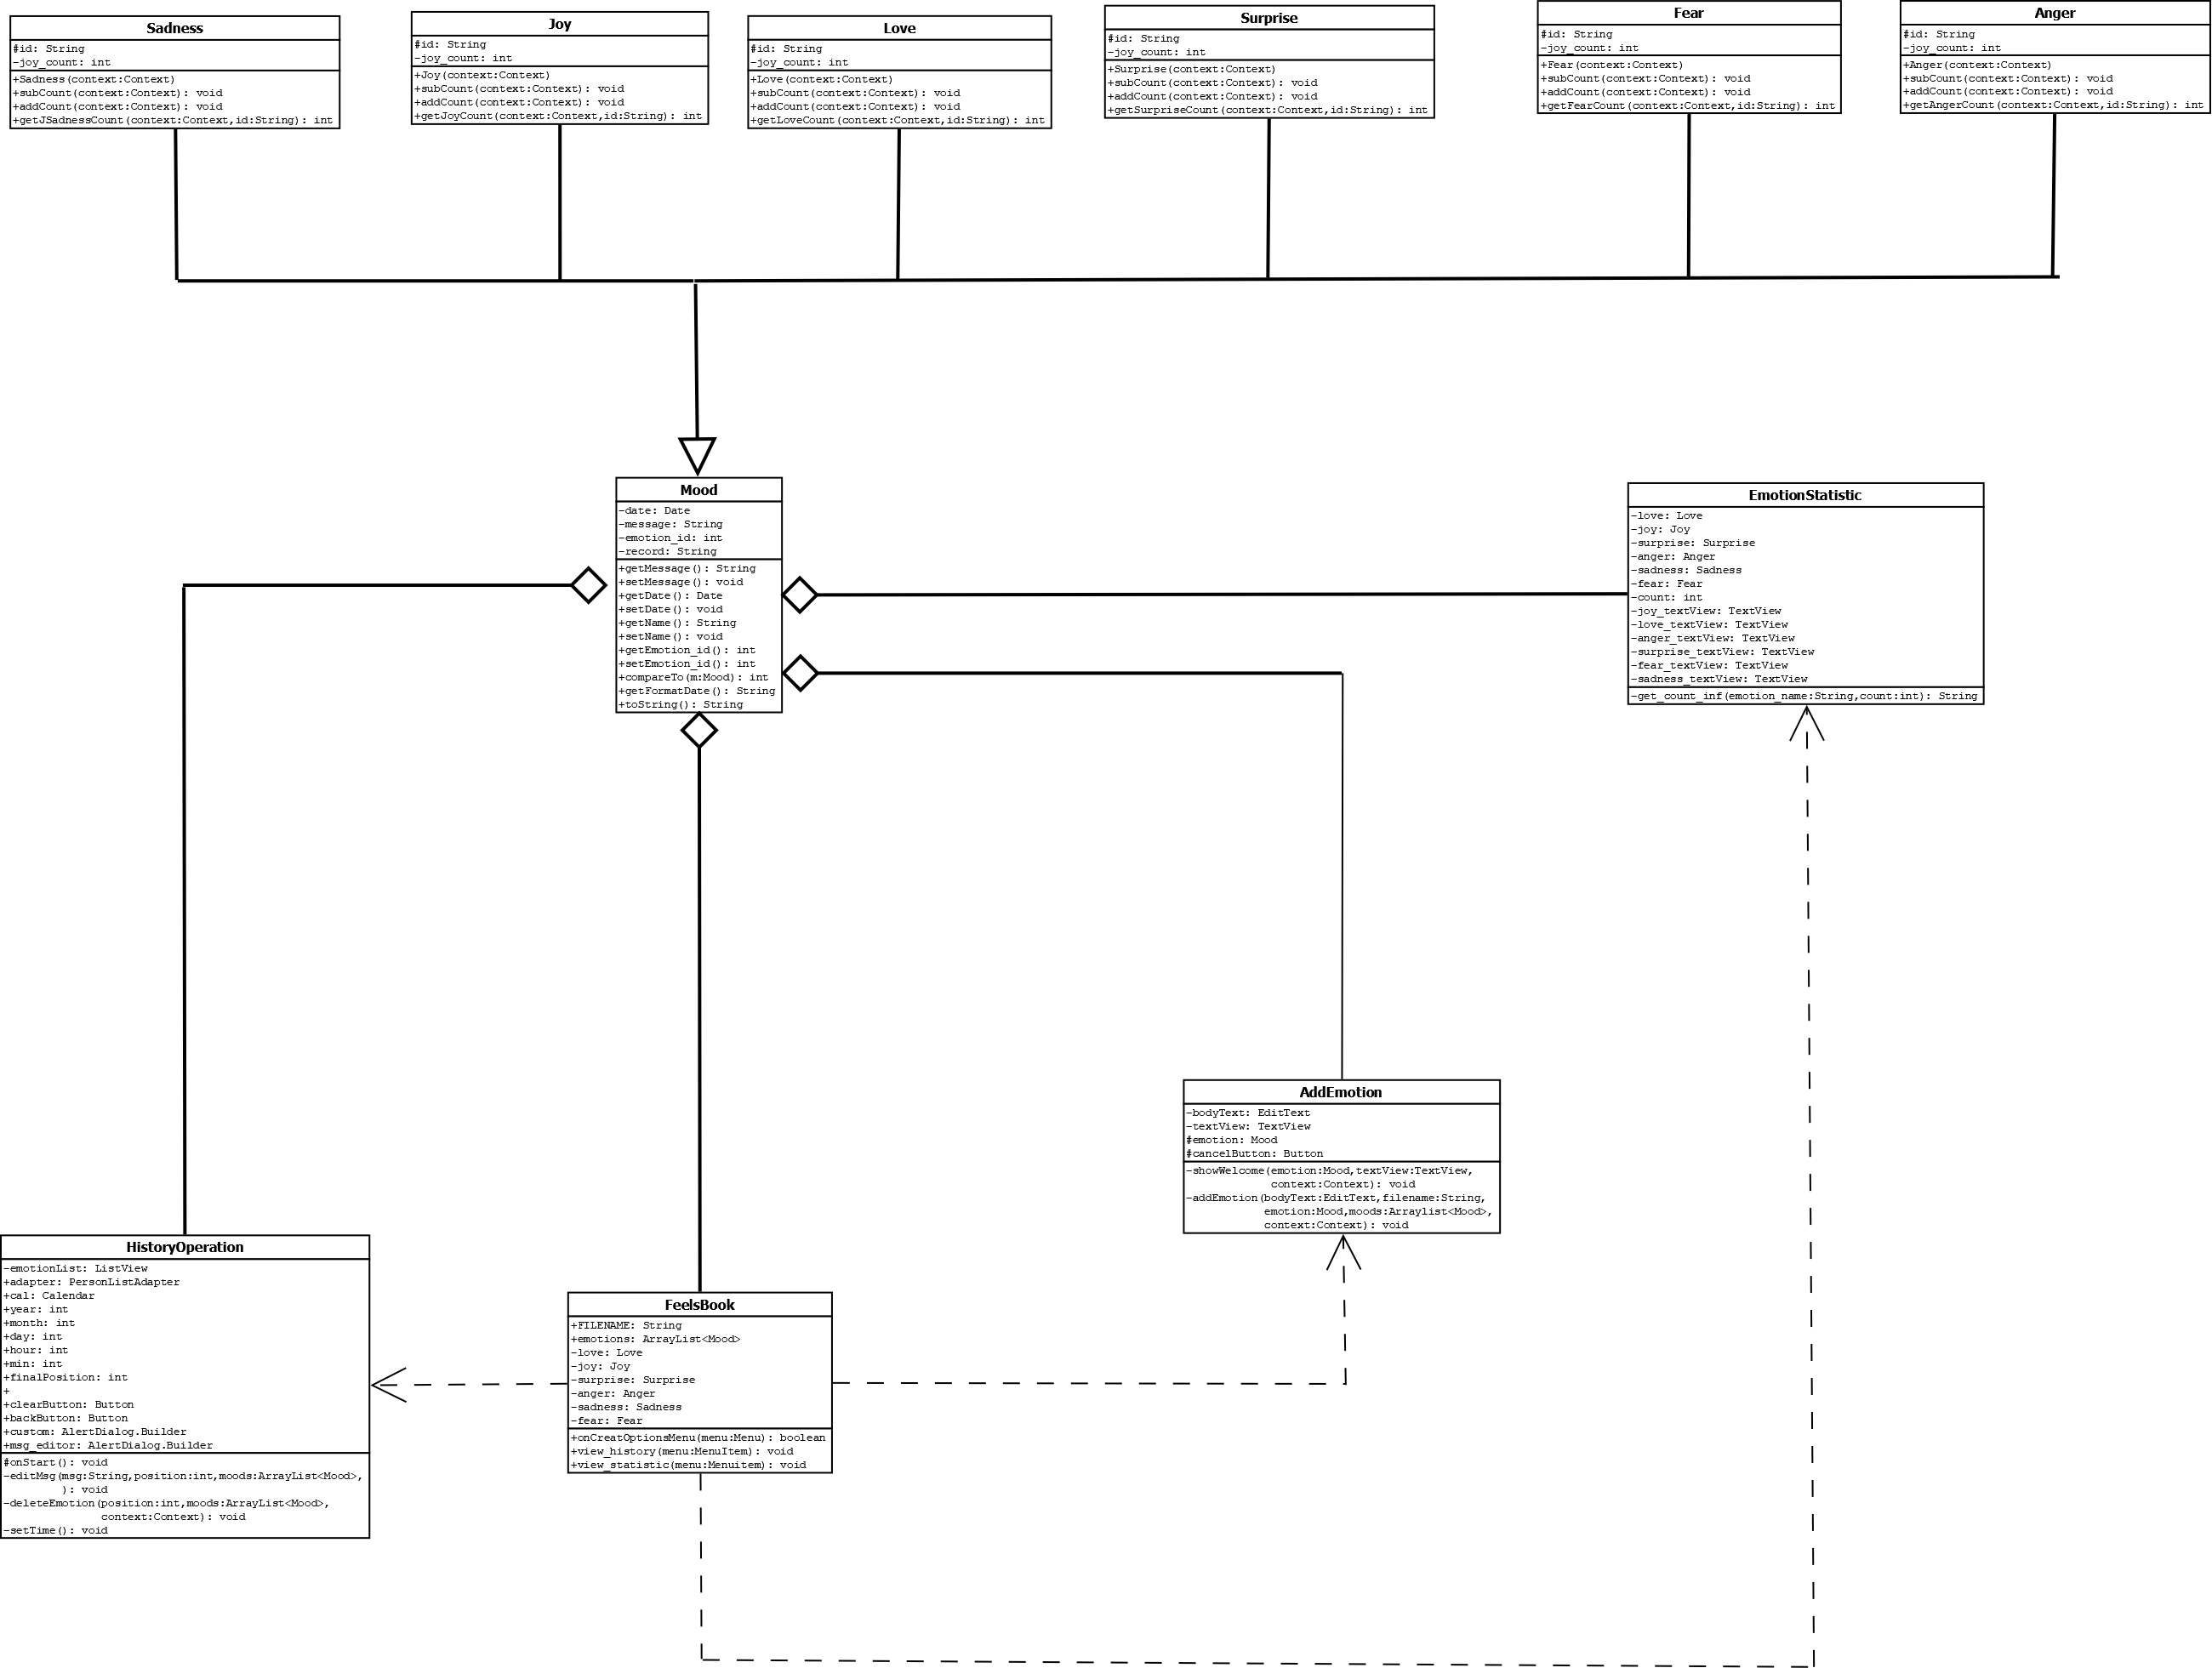 Sadness
#id: String
-joy_count: int
+Sadness(context:Context)
+subCount(context:Context): void
+addCount(context:Context): void
+getJSadnessCount(context:Context,id:String): int
Joy
#id: String
-joy_count: int
+Joy(context:Context)
+subCount(context:Context): void
+addCount(context:Context): void
+getJoyCount(context:Context,id:String): int
Love
#id: String
-joy_count: int
+Love(context:Context)
+subCount(context:Context): void
+addCount(context:Context): void
+getLoveCount(context:Context,id:String): int
Surprise
#id: String
-joy_count: int
+Surprise(context:Context)
+subCount(context:Context): void
+addCount(context:Context): void
+getSurpriseCount(context:Context,id:String): int
Fear
#id: String
-joy_count: int
+Fear(context:Context)
+subCount(context:Context): void
+addCount(context:Context): void
+getFearCount(context:Context,id:String): int
Anger
#id: String
-joy_count: int
+Anger(context:Context)
+subCount(context:Context): void
+addCount(context:Context): void
+getAngerCount(context:Context,id:String): int
Mood
-date: Date
-message: String
-emotion_id: int
-record: String
+getMessage(): String
+setMessage(): void
+getDate(): Date
+setDate(): void
+getName(): String
+setName(): void
+getEmotion_id(): int
+setEmotion_id(): int
+compareTo(m:Mood): int
+getFormatDate(): String
+toString(): String
EmotionStatistic
-love: Love
-joy: Joy
-surprise: Surprise
-anger: Anger
-sadness: Sadness
-fear: Fear
-count: int
-joy_textView: TextView
-love_textView: TextView
-anger_textView: TextView
-surprise_textView: TextView
-fear_textView: TextView
-sadness_textView: TextView
-get_count_inf(emotion_name:String,count:int): String
AddEmotion
-bodyText: EditText
-textView: TextView
#emotion: Mood
#cancelButton: Button
-showWelcome(emotion:Mood,textView:TextView,
context:Context): void
-addEmotion(bodyText:EditText,filename:String,
emotion:Mood,moods:Arraylist<Mood>,
context:Context): void
HistoryOperation
-emotionList: ListView
+adapter: PersonListAdapter
+cal: Calendar
+year: int
+month: int
+day: int
+hour: int
+min: int
+finalPosition: int
+
+clearButton: Button
+backButton: Button
+custom: AlertDialog.Builder
+msg_editor: AlertDialog.Builder
#onStart(): void
-editMsg(msg:String,position:int,moods:ArrayList<Mood>,
): void
-deleteEmotion(position:int,moods:ArrayList<Mood>,
context:Context): void
-setTime(): void
FeelsBook
+FILENAME: String
+emotions: ArrayList<Mood>
-love: Love
-joy: Joy
-surprise: Surprise
-anger: Anger
-sadness: Sadness
-fear: Fear
+onCreatOptionsMenu(menu:Menu): boolean
+view_history(menu:MenuItem): void
+view_statistic(menu:Menuitem): void